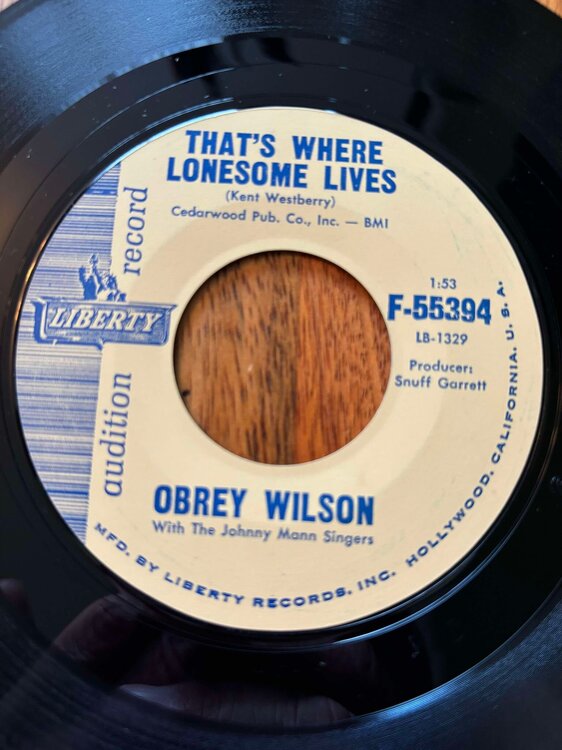 THAT'S WHERE
LONESOME LIVES
(Kent Westberry)
Cedarwood Pub. Co., Inc. — BMI
audition record
LIBERTY
1:53
F-55394
LB-1329
Producer:
Snuff Garrett
OBREY WILSON
With The Johnny Mann Singers
MFD. BY LIBERTY RECORDS, INC. HOLLYWOOD, CALIFORNIA, U. S. A.